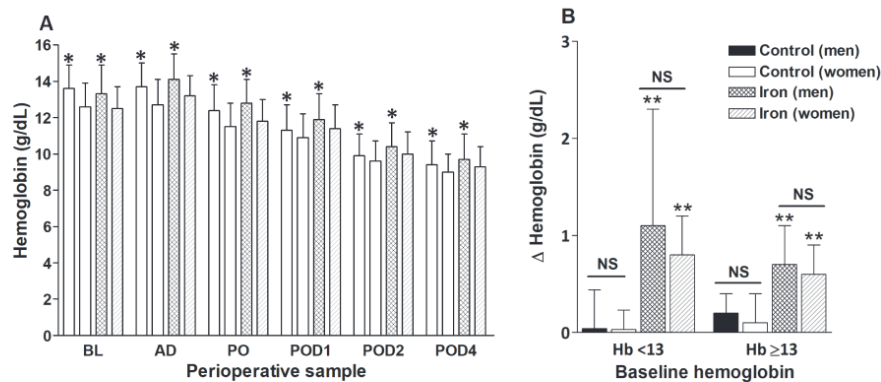 A
Hemoglobin (g/dL)
16
14
12
10
8
6
4
2
0
* * * * * * * * * * * *
BL AD PO POD1 POD2 POD4
Perioperative sample
B
Δ Hemoglobin (g/dL)
3
2
1
0
Control (men)
Control (women)
Iron (men)
Iron (women)
NS
**
**
NS
NS
**
**
NS
Hb <13 Hb ≥13
Baseline hemoglobin